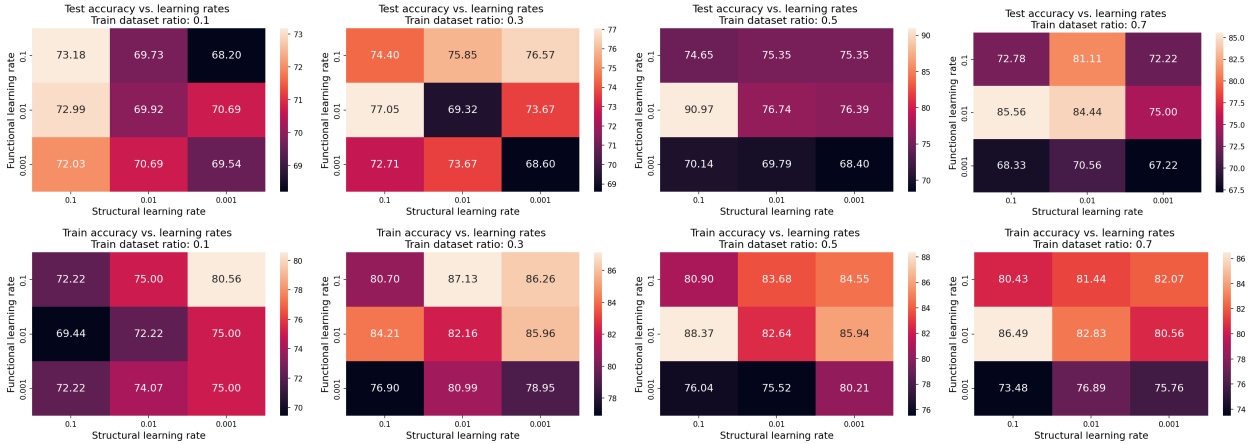 Test accuracy vs. learning rates
Train dataset ratio: 0.1
Functional learning rate
0.1
0.01
0.001
73.18 69.73 68.20
72.99 69.92 70.69
72.03 70.69 69.54
0.1 0.01 0.001
Structural learning rate
73
72
71
70
69
Test accuracy vs. learning rates
Train dataset ratio: 0.3
Functional learning rate
0.1
0.01
0.001
74.40 75.85 76.57
77.05 69.32 73.67
72.71 73.67 68.60
0.1 0.01 0.001
Structural learning rate
77
76
75
74
73
72
71
70
69
Test accuracy vs. learning rates
Train dataset ratio: 0.5
Functional learning rate
0.1
0.01
0.001
74.65 75.35 75.35
90.97 76.74 76.39
70.14 69.79 68.40
0.1 0.01 0.001
Structural learning rate
90
85
80
75
70
Test accuracy vs. learning rates
Train dataset ratio: 0.7
Functional learning rate
0.1
0.01
0.001
72.78 81.11 72.22
85.56 84.44 75.00
68.33 70.56 67.22
0.1 0.01 0.001
Structural learning rate
85.0
82.5
80.0
77.5
75.0
72.5
70.0
67.5
Train accuracy vs. learning rates
Train dataset ratio: 0.1
Functional learning rate
0.1
0.01
0.001
72.22 75.00 80.56
69.44 72.22 75.00
72.22 74.07 75.00
0.1 0.01 0.001
Structural learning rate
80
78
76
74
72
70
Train accuracy vs. learning rates
Train dataset ratio: 0.3
Functional learning rate
0.1
0.01
0.001
80.70 87.13 86.26
84.21 82.16 85.96
76.90 80.99 78.95
0.1 0.01 0.001
Structural learning rate
86
84
82
80
78
Train accuracy vs. learning rates
Train dataset ratio: 0.5
Functional learning rate
0.1
0.01
0.001
80.90 83.68 84.55
88.37 82.64 85.94
76.04 75.52 80.21
0.1 0.01 0.001
Structural learning rate
88
86
84
82
80
78
76
Train accuracy vs. learning rates
Train dataset ratio: 0.7
Functional learning rate
0.1
0.01
0.001
80.43 81.44 82.07
86.49 82.83 80.56
73.48 76.89 75.76
0.1 0.01 0.001
Structural learning rate
86
84
82
80
78
76
74